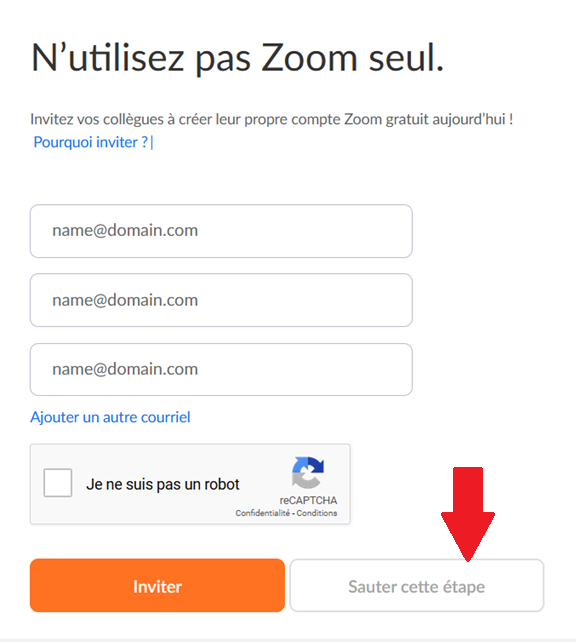 N’utilisez pas Zoom seul.
Invitez vos collègues à créer leur propre compte Zoom gratuit aujourd’hui !
Pourquoi inviter ? |
name@domain.com
name@domain.com
name@domain.com
Ajouter un autre courriel
Je ne suis pas un robot
reCAPTCHA
Confidentialité - Conditions
Inviter
Sauter cette étape